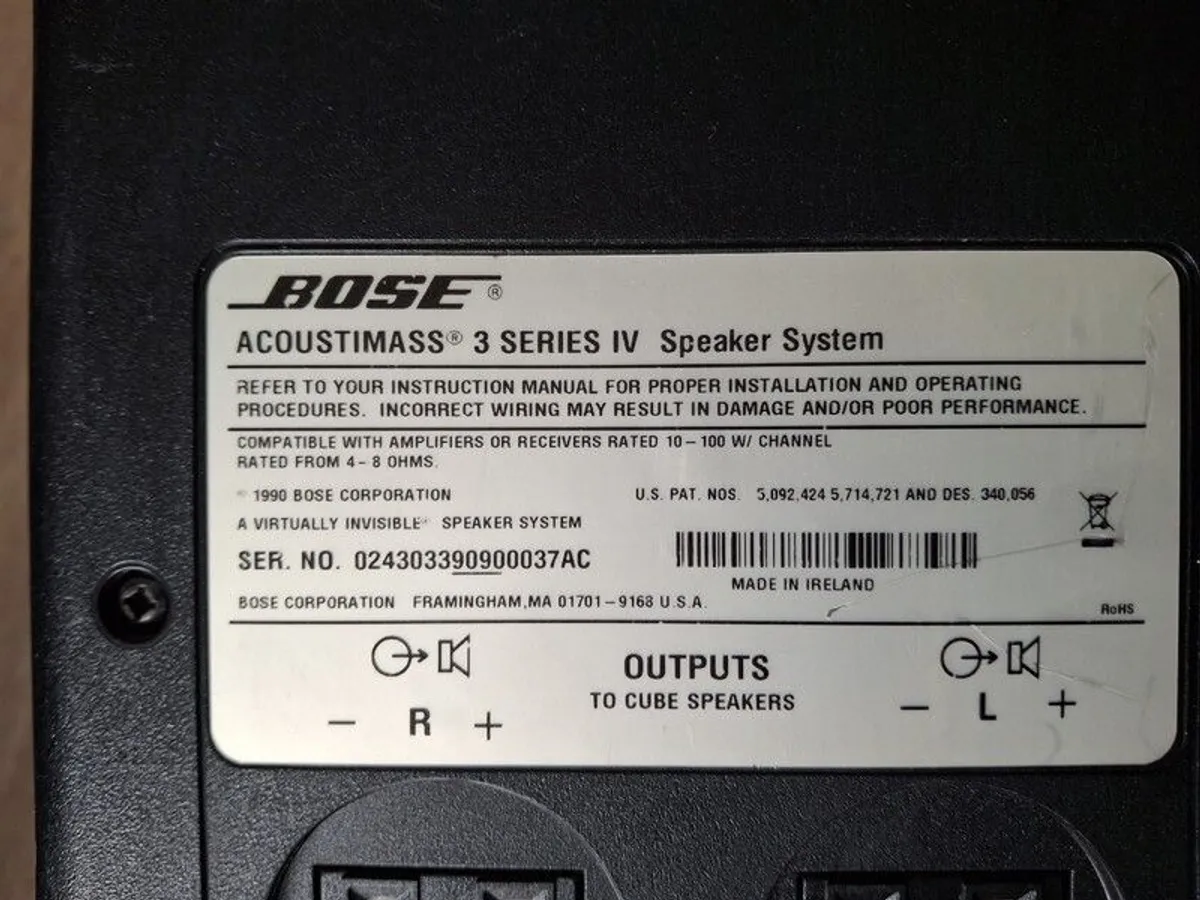 BOSE®
ACOUSTIMASS® 3 SERIES IV Speaker System
REFER TO YOUR INSTRUCTION MANUAL FOR PROPER INSTALLATION AND OPERATING
PROCEDURES. INCORRECT WIRING MAY RESULT IN DAMAGE AND/OR POOR PERFORMANCE.
COMPATIBLE WITH AMPLIFIERS OR RECEIVERS RATED 10-100 W/ CHANNEL
RATED FROM 4-8 OHMS.
1990 BOSE CORPORATION U.S. PAT. NOS. 5,092,424 5,714,721 AND DES. 340,056
A VIRTUALLY INVISIBLE® SPEAKER SYSTEM
SER. NO. 024303390900037AC
MADE IN IRELAND
BOSE CORPORATION FRAMINGHAM,MA 01701-9168 U.S.A.
RoHS
OUTPUTS
TO CUBE SPEAKERS
- R +
- L +